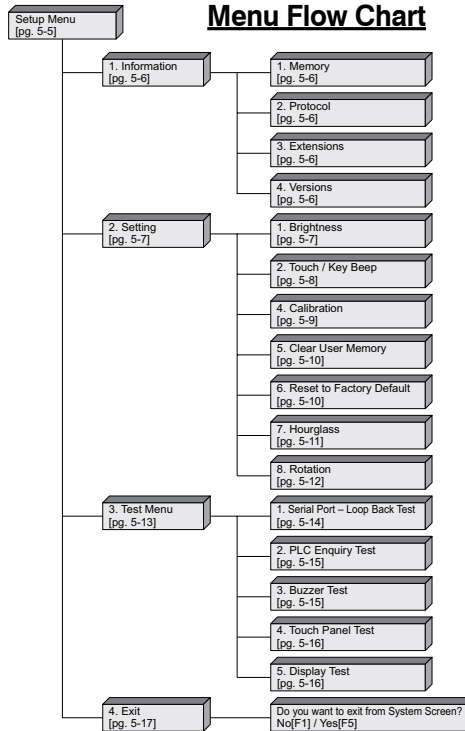 Menu Flow Chart
Setup Menu
[pg. 5-5]
1. Information
[pg. 5-6]
1. Memory
[pg. 5-6]
2. Protocol
[pg. 5-6]
3. Extensions
[pg. 5-6]
4. Versions
[pg. 5-6]
2. Setting
[pg. 5-7]
1. Brightness
[pg. 5-7]
2. Touch / Key Beep
[pg. 5-8]
4. Calibration
[pg. 5-9]
5. Clear User Memory
[pg. 5-10]
6. Reset to Factory Default
[pg. 5-10]
7. Hourglass
[pg. 5-11]
8. Rotation
[pg. 5-12]
3. Test Menu
[pg. 5-13]
1. Serial Port – Loop Back Test
[pg. 5-14]
2. PLC Enquiry Test
[pg. 5-15]
3. Buzzer Test
[pg. 5-15]
4. Touch Panel Test
[pg. 5-16]
5. Display Test
[pg. 5-16]
4. Exit
[pg. 5-17]
Do you want to exit from System Screen?
No[F1] / Yes[F5]